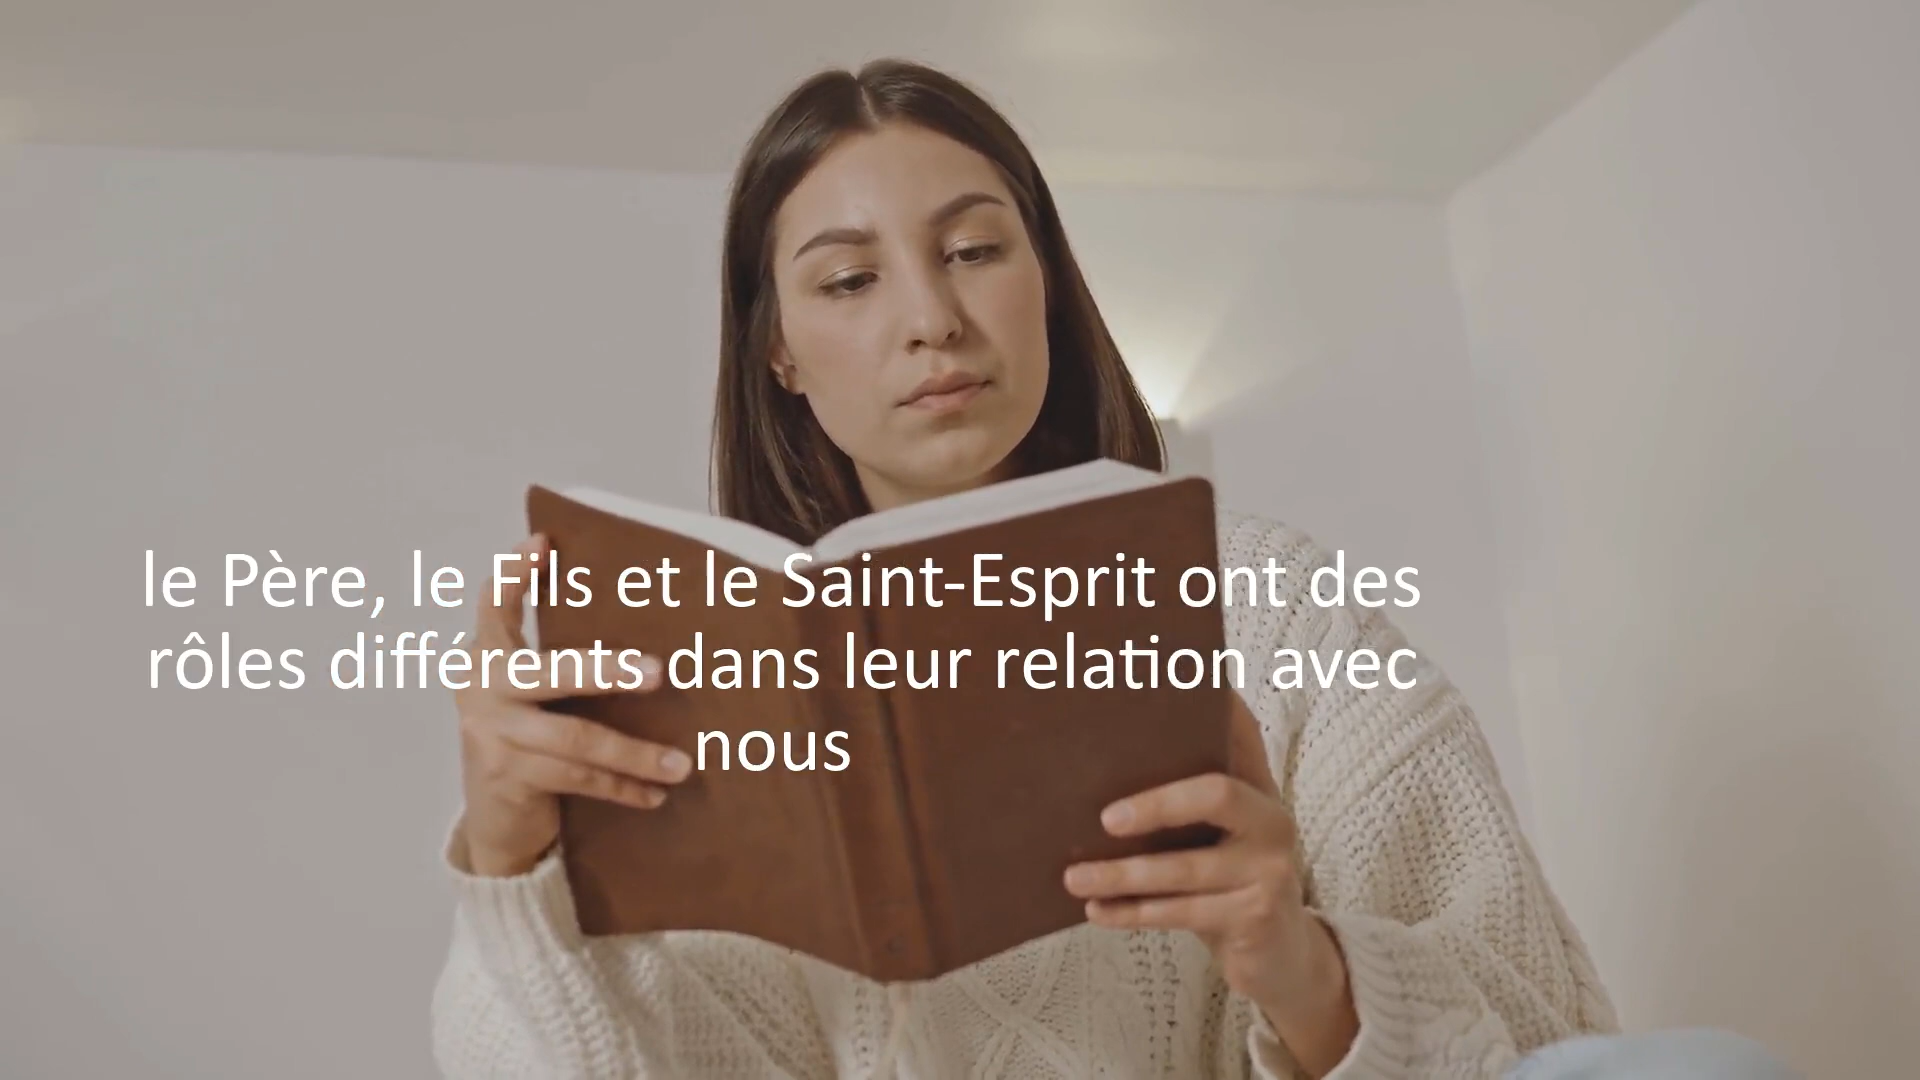 le Père, le Fils et le Saint-Esprit ont des
rôles différents dans leur relation avec
nous